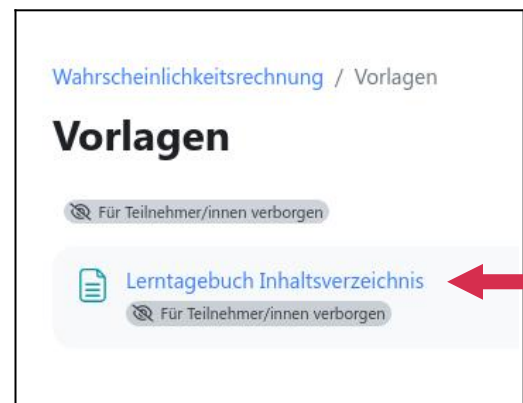 Wahrscheinlichkeitsrechnung / Vorlagen
Vorlagen
Für Teilnehmer/innen verborgen
Lerntagebuch Inhaltsverzeichnis
Für Teilnehmer/innen verborgen